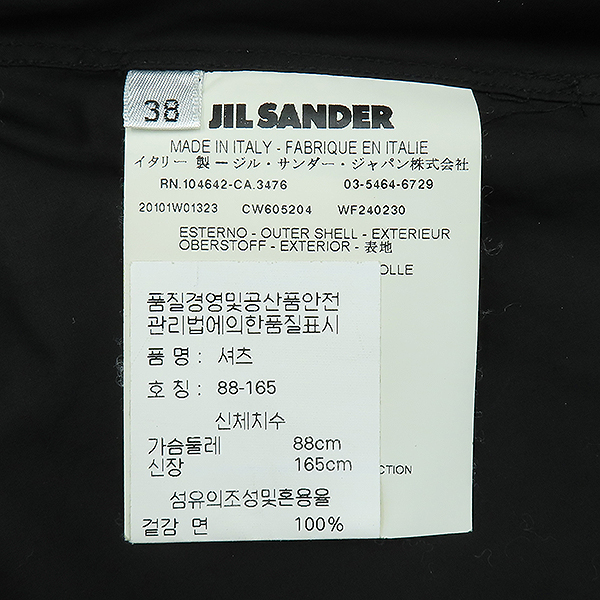 38
JIL SANDER
MADE IN ITALY - FABRIQUE EN ITALIE
イタリー 製 ー ジル・サンダー・ジャパン株式会社
RN.104642-CA.3476 03-5464-6729
20101W01323 CW605204 WF240230
ESTERNO - OUTER SHELL - EXTERIEUR
OBERSTOFF - EXTERIOR - 表地
OLLE
품질경영및공산품안전
관리법에의한품질표시
품 명 : 셔츠
호 칭 : 88-165
신체치수
가슴둘레 88cm
신장 165cm
CTION
섬유의조성및혼용율
겉감 면 100%